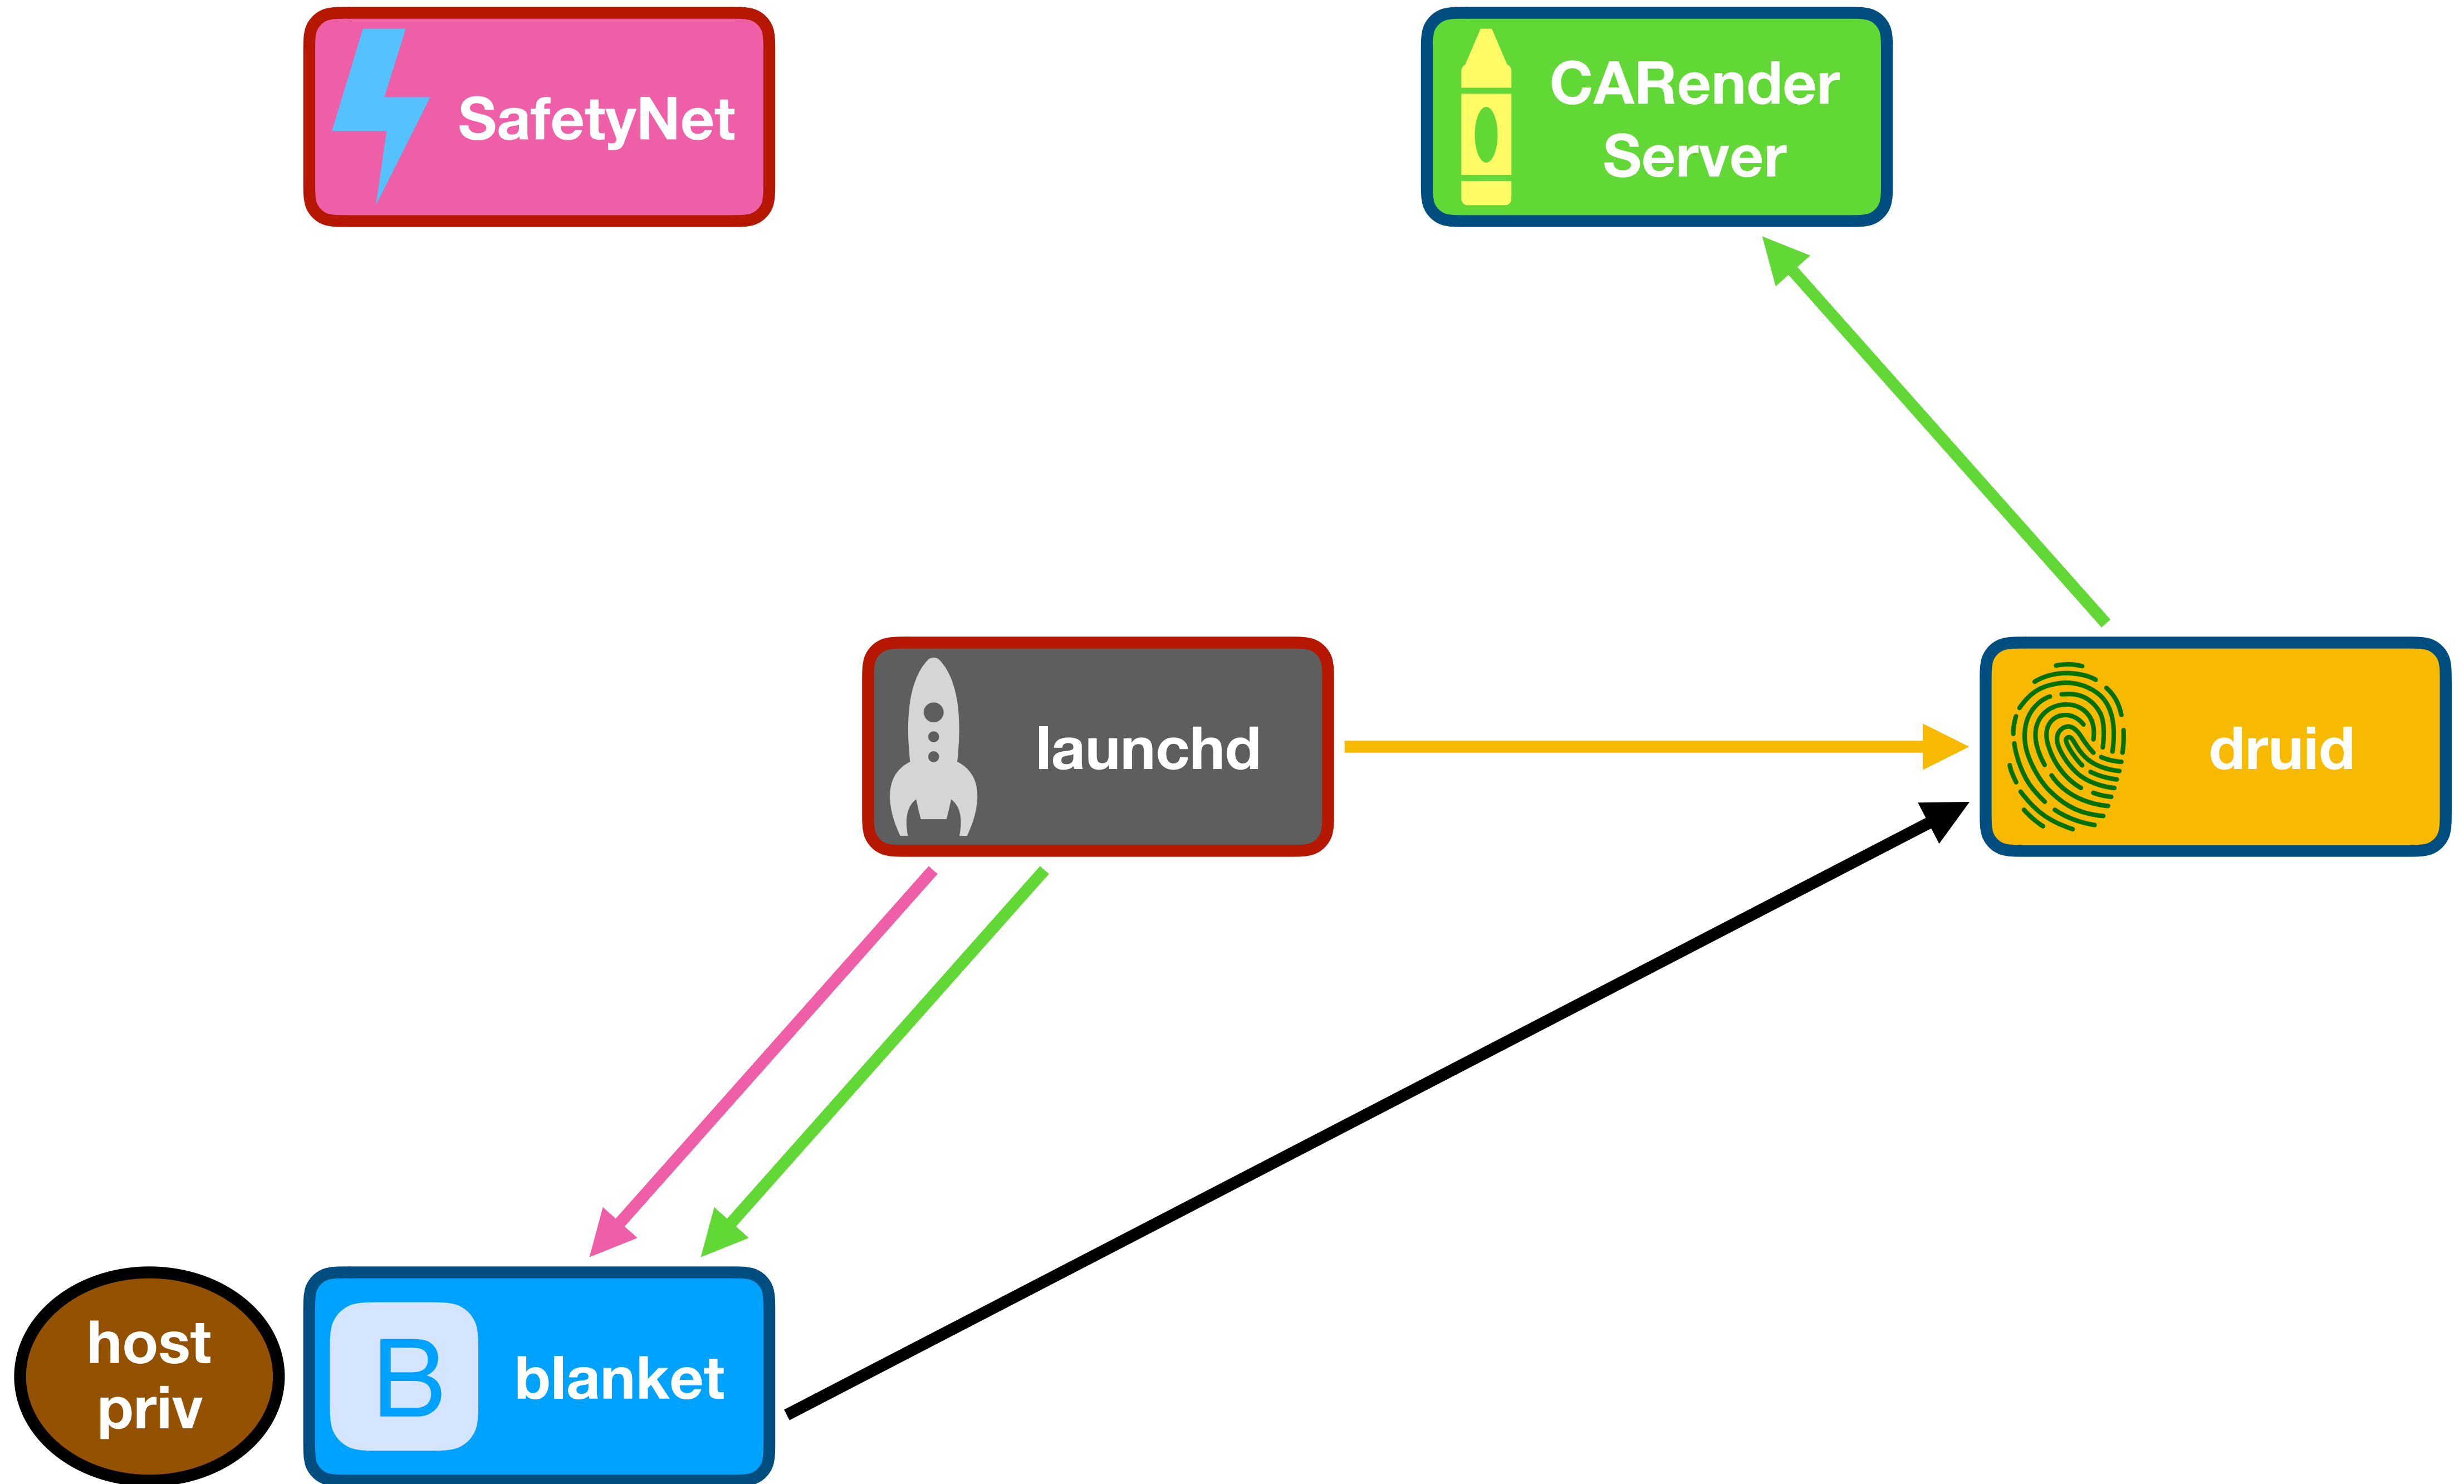 SafetyNet
CARender
Server
launchd
druid
host
priv
B
blanket